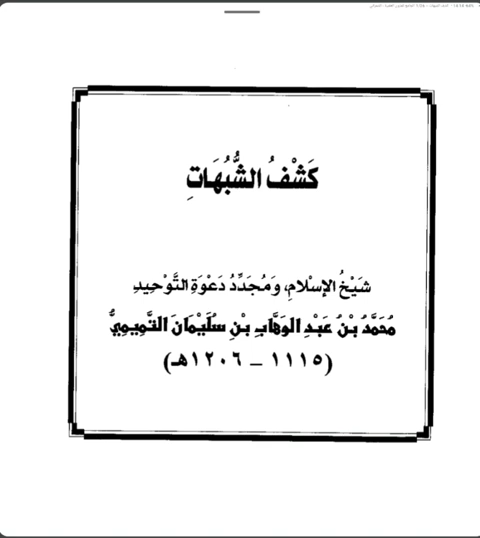 كَشْفُ الشُّبُهَاتِ
شَيْخُ الإِسْلَامِ، وَمُجَدِّدُ دَعْوَةِ التَّوْحِيدِ
مُحَمَّدُ بْنُ عَبْدِ الوَهَّابِ بْنِ سُلَيْمَانَ التَّمِيمِيُّ
(١١١٥ – ١٢٠٦هـ)